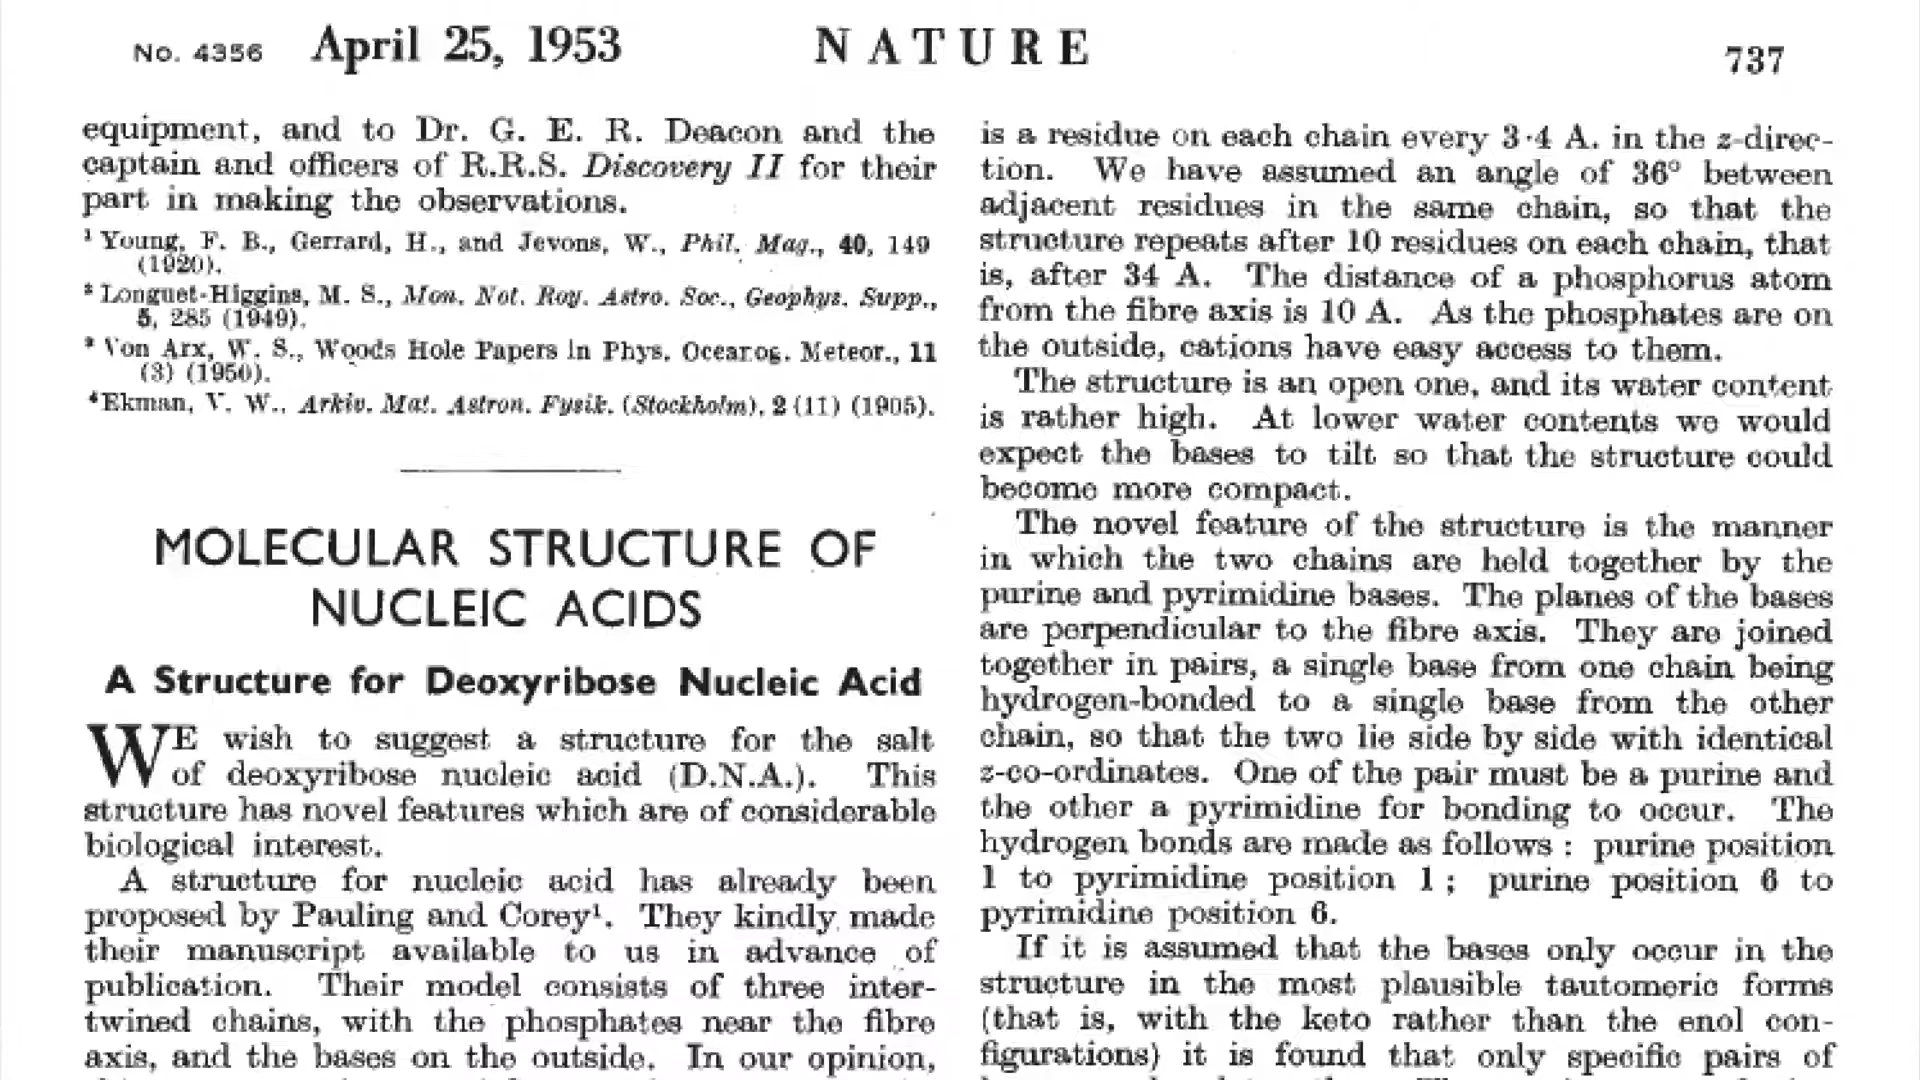 No. 4356 April 25, 1953 NATURE 737
equipment, and to Dr. G. E. R. Deacon and the
captain and officers of R.R.S. Discovery II for their
part in making the observations.
¹ Young, F. B., Gerrard, H., and Jevons, W., Phil. Mag., 40, 149
(1920).
² Longuet-Higgins, M. S., Mon. Not. Roy. Astro. Soc., Geophys. Supp.,
5, 285 (1949).
³ Von Arx, W. S., Woods Hole Papers in Phys. Ocearog. Meteor., 11
(3) (1950).
⁴ Ekman, V. W., Arkiv. Mat. Astron. Fysik. (Stockholm), 2 (11) (1905).
MOLECULAR STRUCTURE OF
NUCLEIC ACIDS
A Structure for Deoxyribose Nucleic Acid
WE wish to suggest a structure for the salt
of deoxyribose nucleic acid (D.N.A.). This
structure has novel features which are of considerable
biological interest.
A structure for nucleic acid has already been
proposed by Pauling and Corey¹. They kindly made
their manuscript available to us in advance of
publication. Their model consists of three inter-
twined chains, with the phosphates near the fibre
axis, and the bases on the outside. In our opinion,
is a residue on each chain every 3·4 A. in the z-direc-
tion. We have assumed an angle of 36° between
adjacent residues in the same chain, so that the
structure repeats after 10 residues on each chain, that
is, after 34 A. The distance of a phosphorus atom
from the fibre axis is 10 A. As the phosphates are on
the outside, cations have easy access to them.
The structure is an open one, and its water content
is rather high. At lower water contents we would
expect the bases to tilt so that the structure could
become more compact.
The novel feature of the structure is the manner
in which the two chains are held together by the
purine and pyrimidine bases. The planes of the bases
are perpendicular to the fibre axis. They are joined
together in pairs, a single base from one chain being
hydrogen-bonded to a single base from the other
chain, so that the two lie side by side with identical
z-co-ordinates. One of the pair must be a purine and
the other a pyrimidine for bonding to occur. The
hydrogen bonds are made as follows : purine position
1 to pyrimidine position 1 ; purine position 6 to
pyrimidine position 6.
If it is assumed that the bases only occur in the
structure in the most plausible tautomeric forms
(that is, with the keto rather than the enol con-
figurations) it is found that only specific pairs of